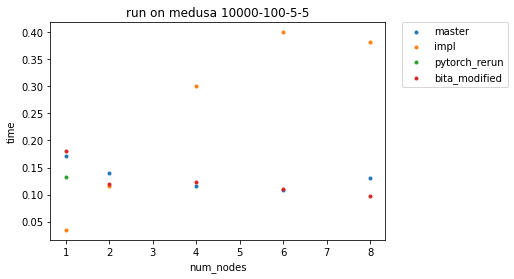 run on medusa 10000-100-5-5
master
impl
pytorch_rerun
bita_modified
0.40
0.35
0.30
0.25
0.20
0.15
0.10
0.05
time
1 2 3 4 5 6 7 8
num_nodes